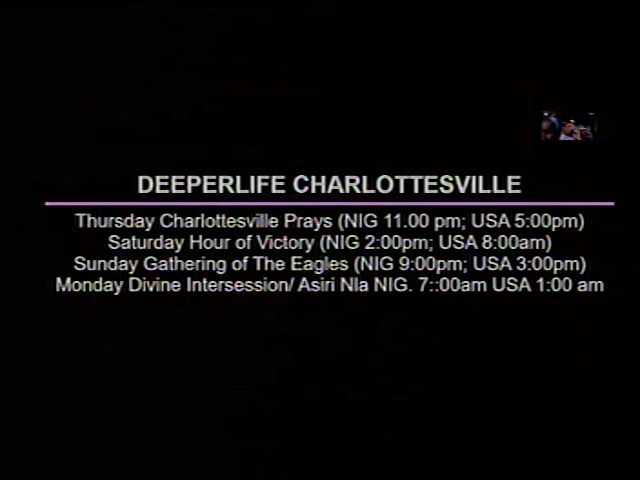 DEEPERLIFE CHARLOTTESVILLE
Thursday Charlottesville Prays (NIG 11.00 pm; USA 5:00pm)
Saturday Hour of Victory (NIG 2:00pm; USA 8:00am)
Sunday Gathering of The Eagles (NIG 9:00pm; USA 3:00pm)
Monday Divine Intersession/ Asiri Nla NIG. 7::00am USA 1:00 am